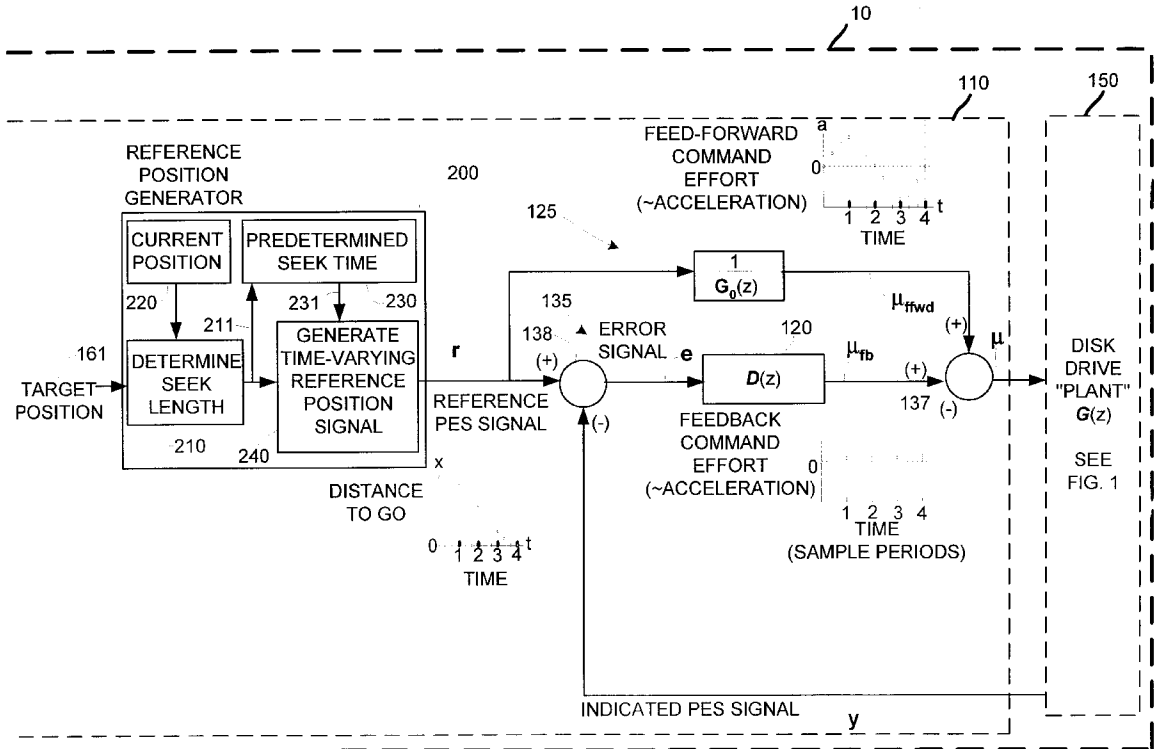 10
110
150
REFERENCE
POSITION
GENERATOR
200
FEED-FORWARD
COMMAND
EFFORT
(~ACCELERATION)
a
0
1 2 3 4 t
TIME
125
CURRENT
POSITION
PREDETERMINED
SEEK TIME
220
231
230
211
161
TARGET
POSITION
DETERMINE
SEEK
LENGTH
210
GENERATE
TIME-VARYING
REFERENCE
POSITION
SIGNAL
240
r
REFERENCE
PES SIGNAL
135
138
(+)
(-)
ERROR
SIGNAL
e
1
G0(z)
μffwd
120
D(z)
μfb
(+)
(+)
137
(-)
μ
FEEDBACK
COMMAND
EFFORT
(~ACCELERATION)
0
1 2 3 4
TIME
(SAMPLE PERIODS)
x
DISTANCE
TO GO
0
1 2 3 4 t
TIME
DISK
DRIVE
"PLANT"
G(z)
SEE
FIG. 1
INDICATED PES SIGNAL
y